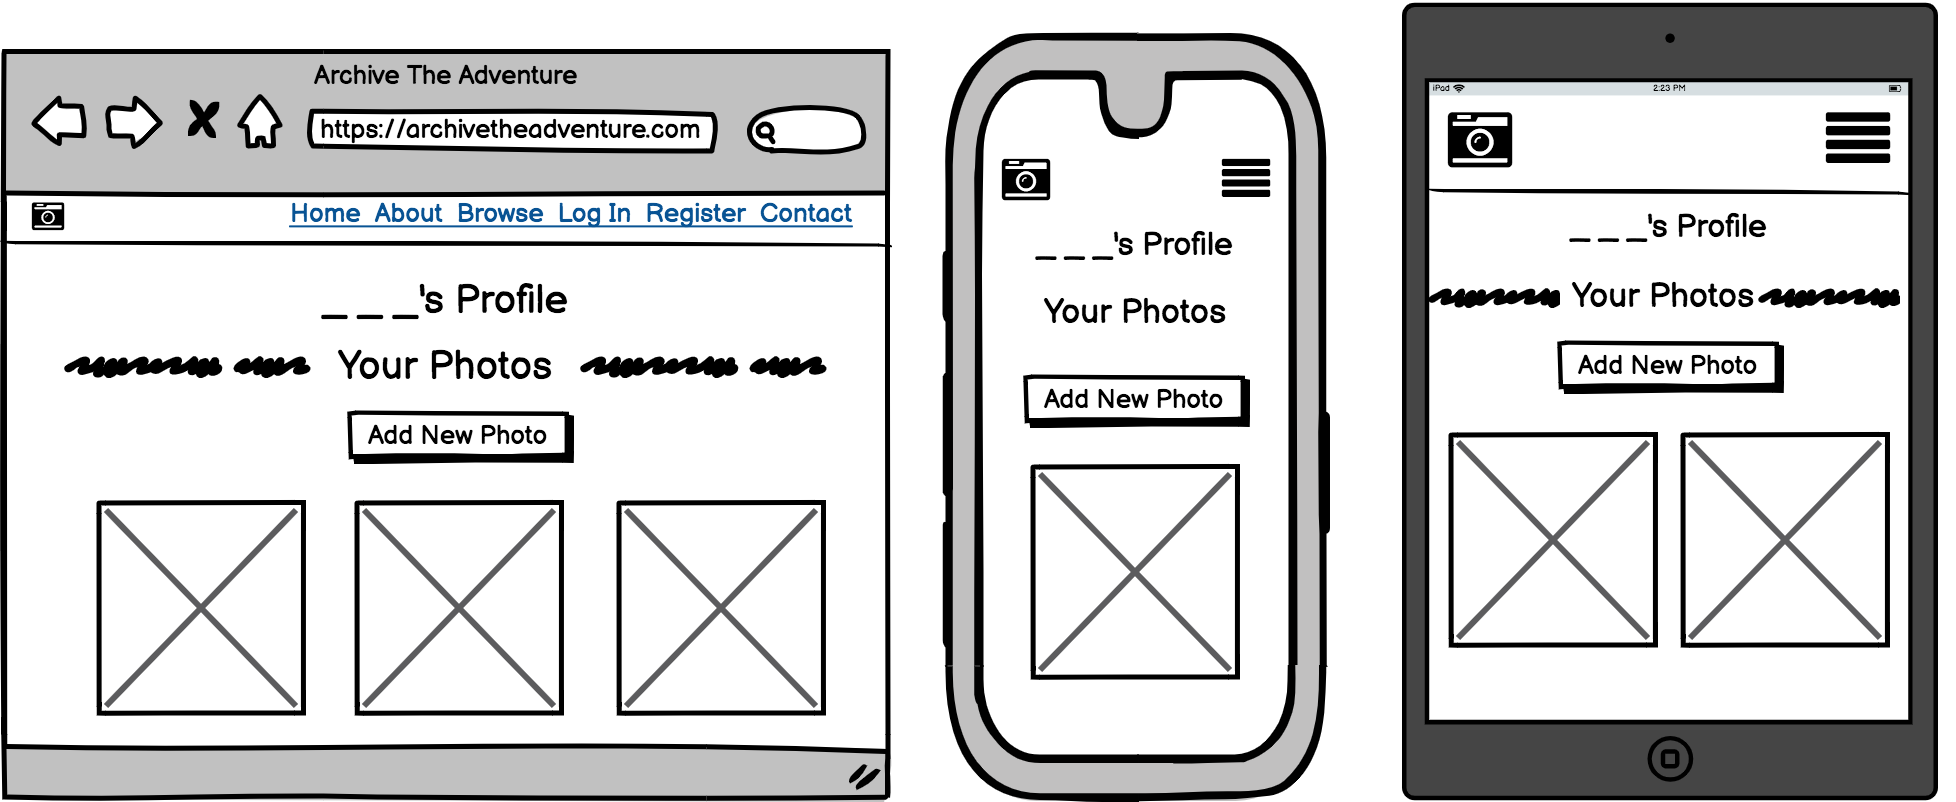 Archive The Adventure
https://archivetheadventure.com
Home About Browse Log In Register Contact
_ _ _'s Profile
Your Photos
Add New Photo
_ _ _'s Profile
Your Photos
Add New Photo
iPad 2:23 PM
_ _ _'s Profile
Your Photos
Add New Photo